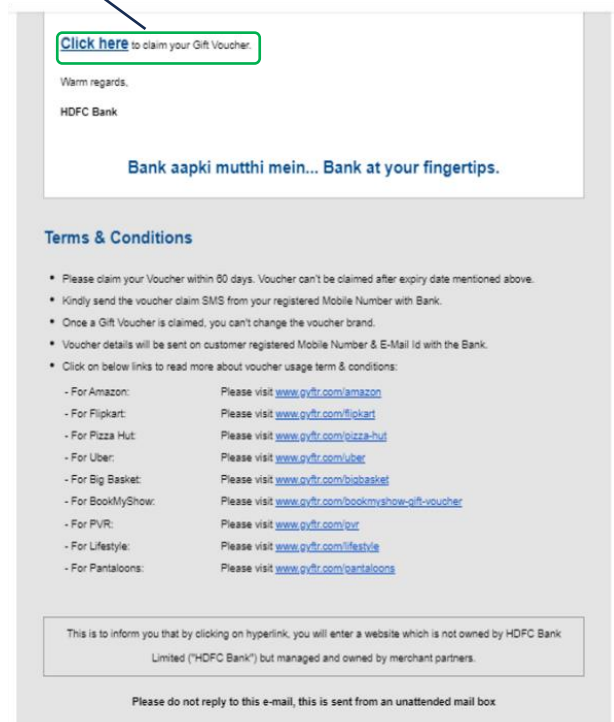 Click here to claim your Gift Voucher.
Warm regards,
HDFC Bank
Bank aapki mutthi mein... Bank at your fingertips.
Terms & Conditions
• Please claim your Voucher within 60 days. Voucher can't be claimed after expiry date mentioned above.
• Kindly send the voucher claim SMS from your registered Mobile Number with Bank.
• Once a Gift Voucher is claimed, you can't change the voucher brand.
• Voucher details will be sent on customer registered Mobile Number & E-Mail Id with the Bank.
• Click on below links to read more about voucher usage term & conditions:
- For Amazon: Please visit www.gyftr.com/amazon
- For Flipkart: Please visit www.gyftr.com/flipkart
- For Pizza Hut: Please visit www.gyftr.com/pizza-hut
- For Uber: Please visit www.gyftr.com/uber
- For Big Basket: Please visit www.gyftr.com/bigbasket
- For BookMyShow: Please visit www.gyftr.com/bookmyshow-gift-voucher
- For PVR: Please visit www.gyftr.com/pvr
- For Lifestyle: Please visit www.gyftr.com/lifestyle
- For Pantaloons: Please visit www.gyftr.com/pantaloons
This is to inform you that by clicking on hyperlink, you will enter a website which is not owned by HDFC Bank
Limited ("HDFC Bank") but managed and owned by merchant partners.
Please do not reply to this e-mail, this is sent from an unattended mail box